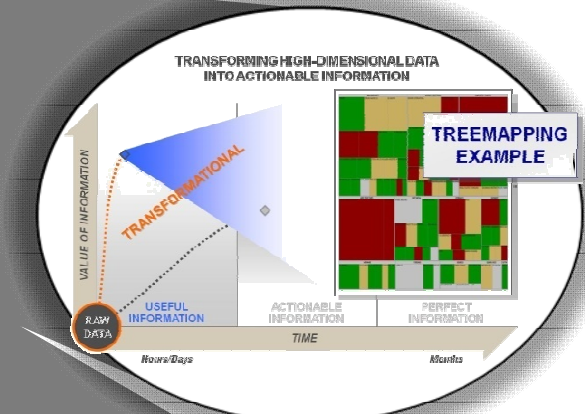 TRANSFORMING HIGH-DIMENSIONAL DATA
INTO ACTIONABLE INFORMATION
TREEMAPPING
EXAMPLE
VALUE OF INFORMATION
TRANSFORMATIONAL
RAW
DATA
USEFUL
INFORMATION
ACTIONABLE
INFORMATION
PERFECT
INFORMATION
TIME
Hours/Days
Months